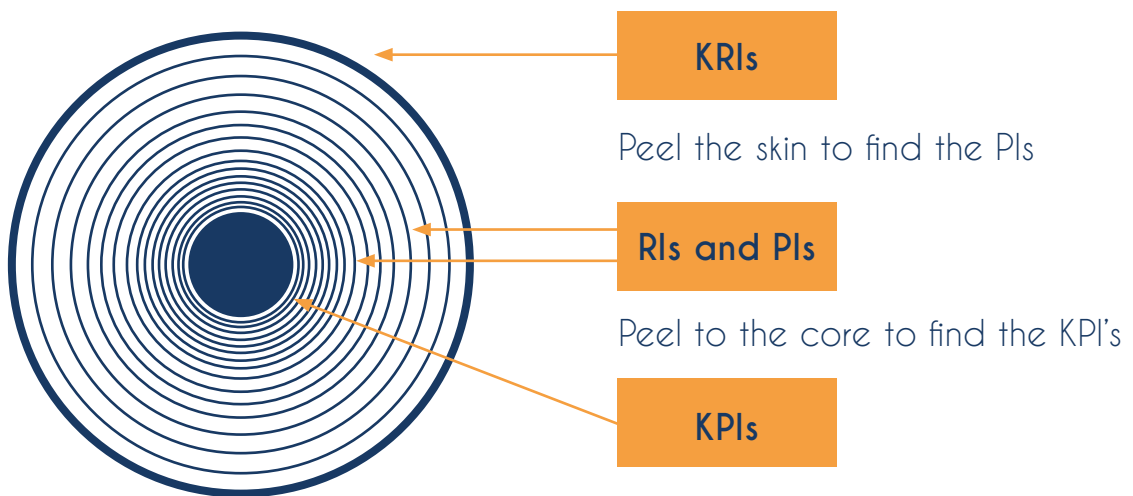 KRIs
Peel the skin to find the PIs
RIs and PIs
Peel to the core to find the KPI's
KPIs